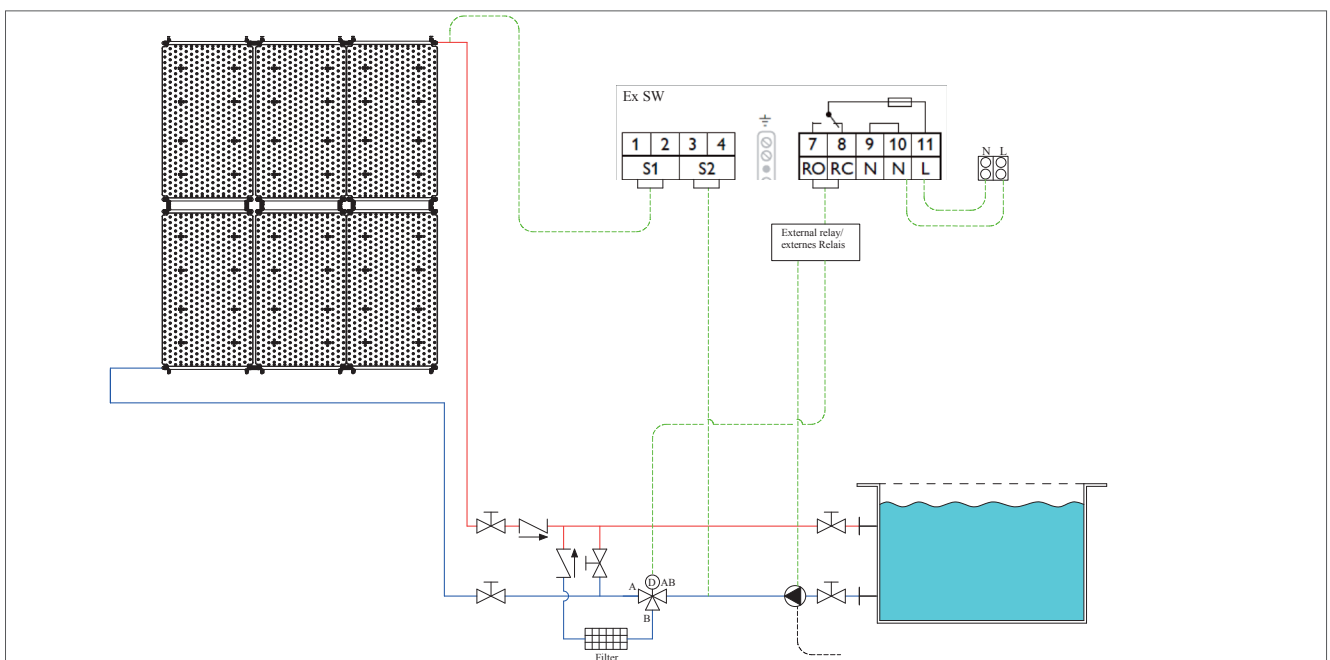 Ex SW
1 2 3 4
S1 S2
7 8 9 10 11
RO RC N N L
N L
External relay/
externes Relais
D
A AB
B
Filter